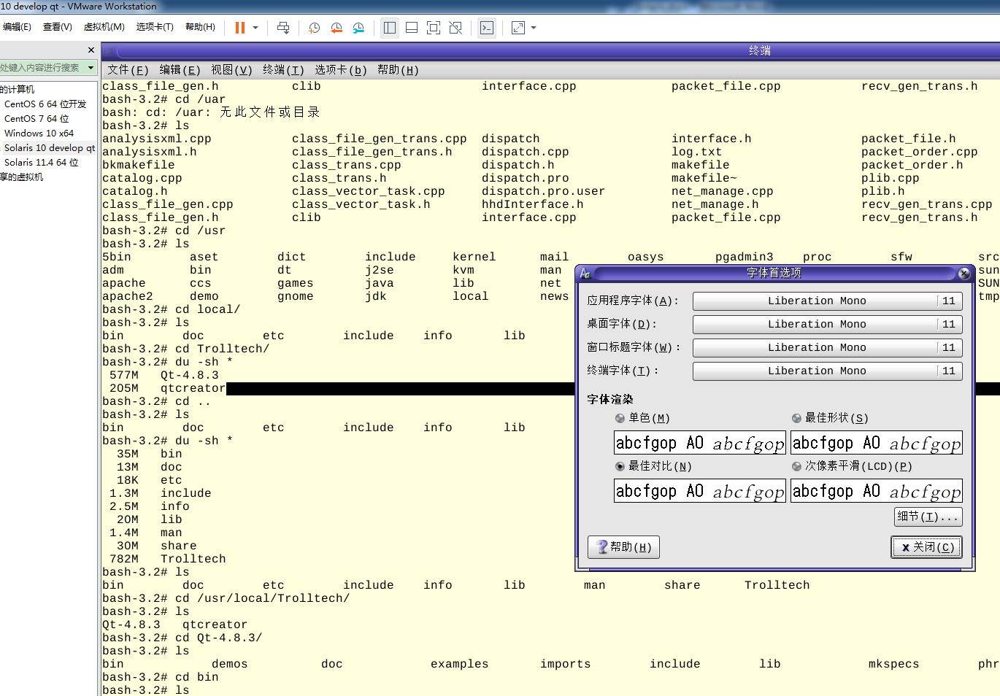 10 develop qt - VMware Workstation
编辑(E) 查看(V) 虚拟机(M) 选项卡(T) 帮助(H)
处键入内容进行搜索
的计算机
CentOS 6 64 位开发
CentOS 7 64 位
Windows 10 x64
Solaris 10 develop qt
Solaris 11.4 64 位
享的虚拟机
终端
文件(F) 编辑(E) 视图(V) 终端(T) 选项卡(b) 帮助(H)
class_file_gen.h clib interface.cpp packet_file.cpp recv_gen_trans.h
bash-3.2# cd /uar
bash: cd: /uar: 无此文件或目录
bash-3.2# ls
analysisxml.cpp class_file_gen_trans.cpp dispatch interface.h packet_file.h
analysisxml.h class_file_gen_trans.h dispatch.cpp log.txt packet_order.cpp
bkmakefile class_trans.cpp dispatch.h makefile packet_order.h
catalog.cpp class_trans.h dispatch.pro makefile~ plib.cpp
catalog.h class_vector_task.cpp dispatch.pro.user net_manage.cpp plib.h
class_file_gen.cpp class_vector_task.h hhdInterface.h net_manage.h recv_gen_trans.cpp
class_file_gen.h clib interface.cpp packet_file.cpp recv_gen_trans.h
bash-3.2# cd /usr
bash-3.2# ls
5bin aset dict include kernel mail oasys pgadmin3 proc sfw src
adm bin dt j2se kvm man sun
apache ccs games java lib net SUN
apache2 demo gnome jdk local news tmp
bash-3.2# cd local/
bash-3.2# ls
bin doc etc include info lib
bash-3.2# cd Trolltech/
bash-3.2# du -sh *
577M Qt-4.8.3
205M qtcreator
bash-3.2# cd ..
bash-3.2# ls
bin doc etc include info lib
bash-3.2# du -sh *
35M bin
13M doc
18K etc
1.3M include
2.5M info
20M lib
1.4M man
30M share
782M Trolltech
bash-3.2# ls
bin doc etc include info lib man share Trolltech
bash-3.2# cd /usr/local/Trolltech/
bash-3.2# ls
Qt-4.8.3 qtcreator
bash-3.2# cd Qt-4.8.3/
bash-3.2# ls
bin demos doc examples imports include lib mkspecs phr
bash-3.2# cd bin
bash-3.2# ls
字体首选项
应用程序字体(A): Liberation Mono 11
桌面字体(D): Liberation Mono 11
窗口标题字体(W): Liberation Mono 11
终端字体(T): Liberation Mono 11
字体渲染
单色(M) 最佳形状(S)
abcfgop AO abcfgop abcfgop AO abcfgop
最佳对比(N) 次像素平滑(LCD)(P)
abcfgop AO abcfgop abcfgop AO abcfgop
细节(T)...
帮助(H) 关闭(C)